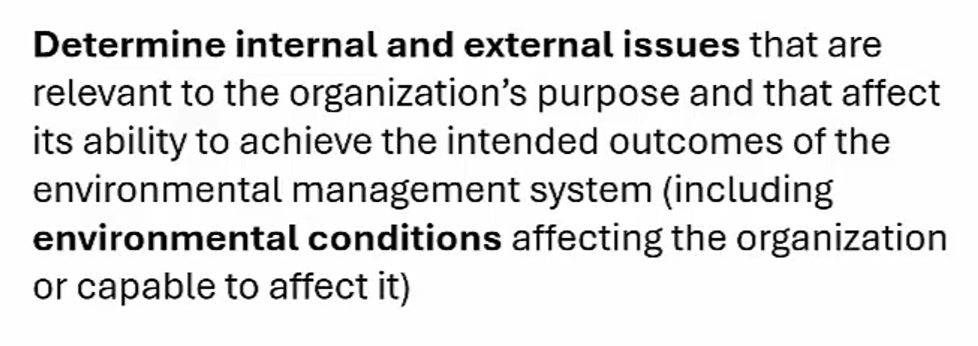 Determine internal and external issues that are
relevant to the organization’s purpose and that affect
its ability to achieve the intended outcomes of the
environmental management system (including
environmental conditions affecting the organization
or capable to affect it)